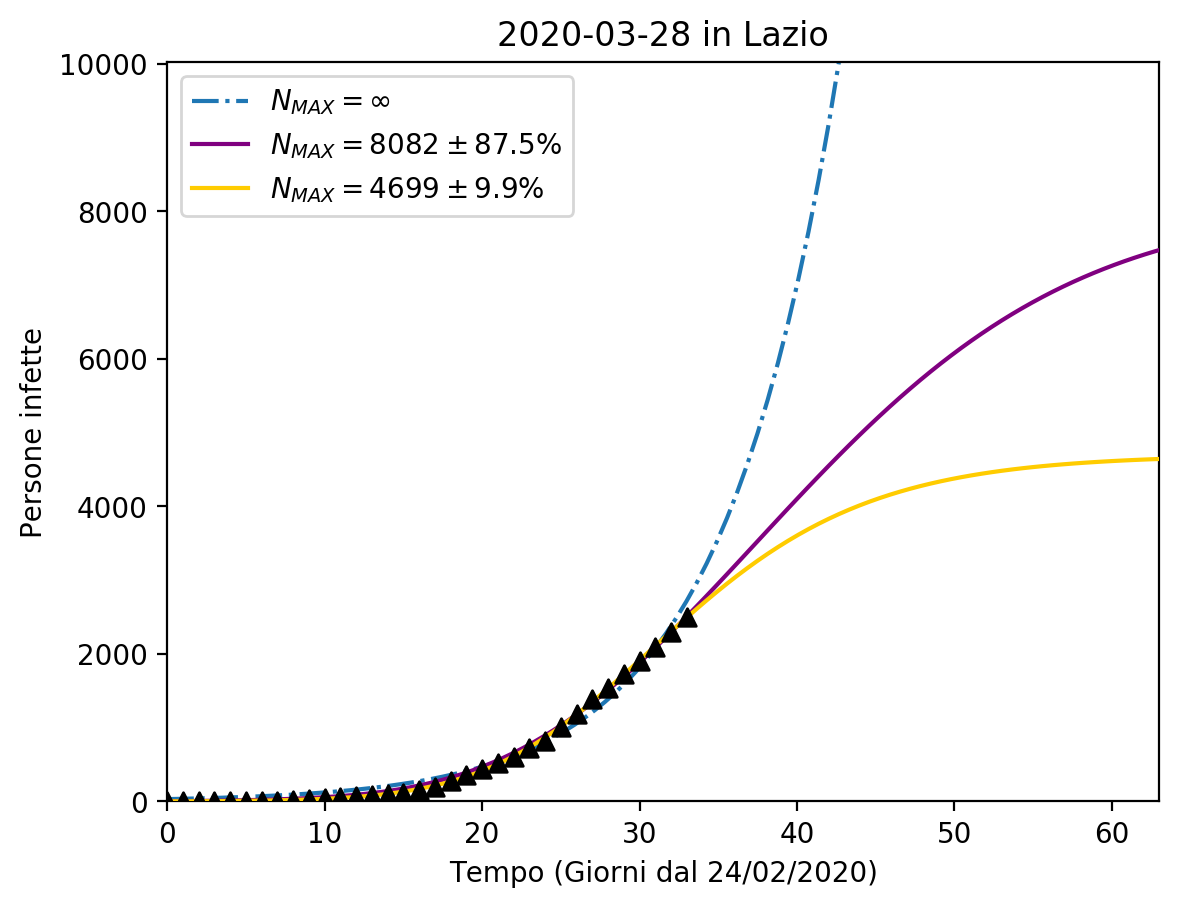 2020-03-28 in Lazio
10000
8000
6000
4000
2000
0
Persone infette
N_MAX = ∞
N_MAX = 8082 ± 87.5%
N_MAX = 4699 ± 9.9%
0 10 20 30 40 50 60
Tempo (Giorni dal 24/02/2020)